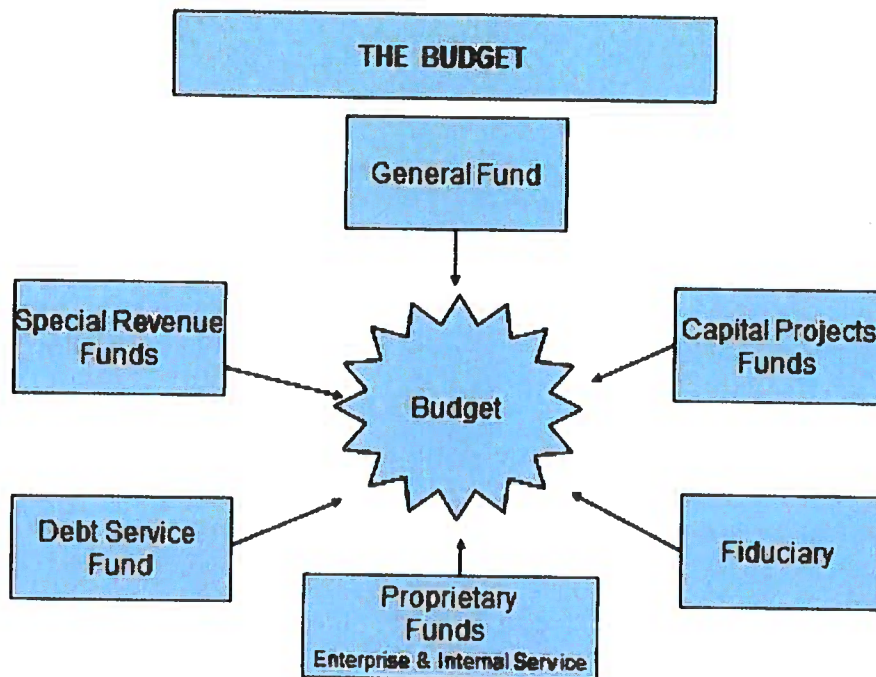 THE BUDGET
General Fund
Special Revenue
Funds
Capital Projects
Funds
Budget
Debt Service
Fund
Fiduciary
Proprietary
Funds
Enterprise & Internal Service